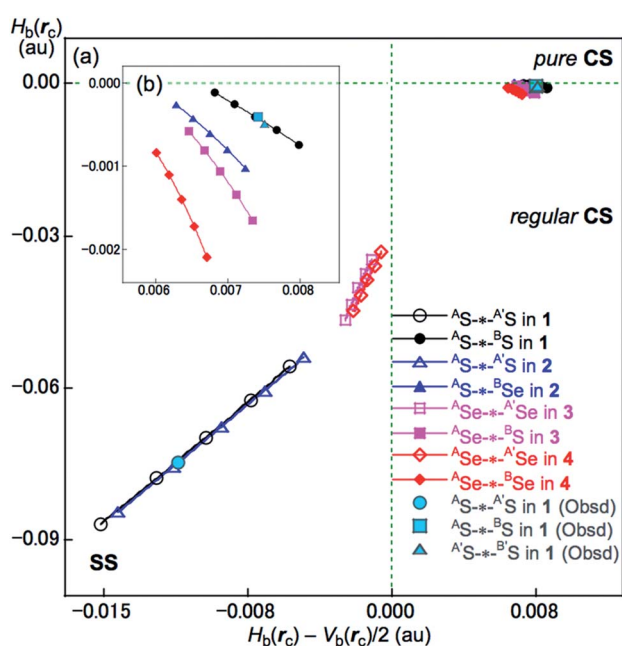 H_b(r_c)
(au)
(a)
pure CS
0.00
(b)
0.000
−0.001
−0.002
0.006 0.007 0.008
regular CS
−0.03
−0.06
−0.09
ᴬS-∗-ᴬ'S in 1
ᴬS-∗-ᴮS in 1
ᴬS-∗-ᴬ'S in 2
ᴬS-∗-ᴮSe in 2
ᴬSe-∗-ᴬ'Se in 3
ᴬSe-∗-ᴮS in 3
ᴬSe-∗-ᴬ'Se in 4
ᴬSe-∗-ᴮSe in 4
ᴬS-∗-ᴬ'S in 1 (Obsd)
ᴬS-∗-ᴮS in 1 (Obsd)
ᴬ'S-∗-ᴮ'S in 1 (Obsd)
SS
−0.015 −0.008 0.000 0.008
H_b(r_c) − V_b(r_c)/2 (au)